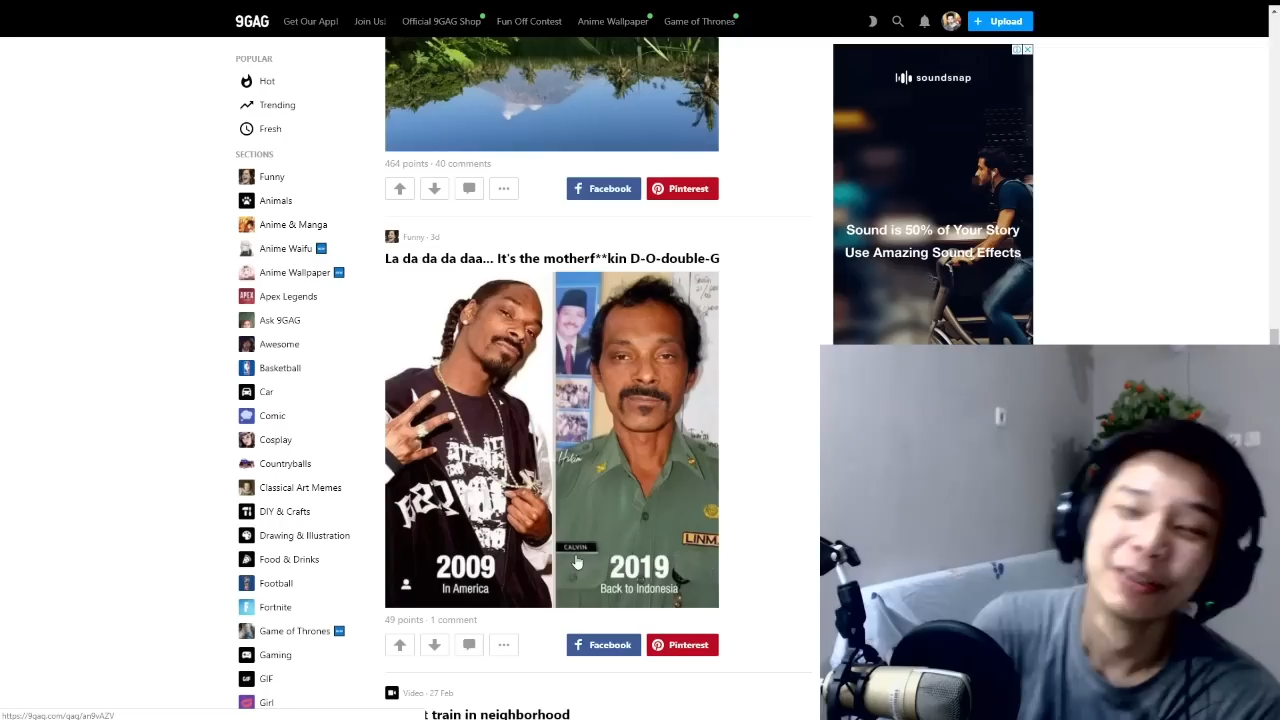 9GAG
Get Our App!
Join Us!
Official 9GAG Shop
Fun Off Contest
Anime Wallpaper
Game of Thrones
+ Upload
POPULAR
Hot
Trending
Fresh
SECTIONS
Funny
Animals
Anime & Manga
Anime Waifu
Anime Wallpaper
Apex Legends
Ask 9GAG
Awesome
Basketball
Car
Comic
Cosplay
Countryballs
Classical Art Memes
DIY & Crafts
Drawing & Illustration
Food & Drinks
Football
Fortnite
Game of Thrones
Gaming
GIF
Girl
https://9gag.com/gag/an9vAZV
464 points · 40 comments
Facebook
Pinterest
Funny · 3d
La da da da daa... It's the motherf**kin D-O-double-G
CALVIN
LINM
2009
In America
2019
Back to Indonesia
49 points · 1 comment
Facebook
Pinterest
Video · 27 Feb
t train in neighborhood
soundsnap
Sound is 50% of Your Story
Use Amazing Sound Effects